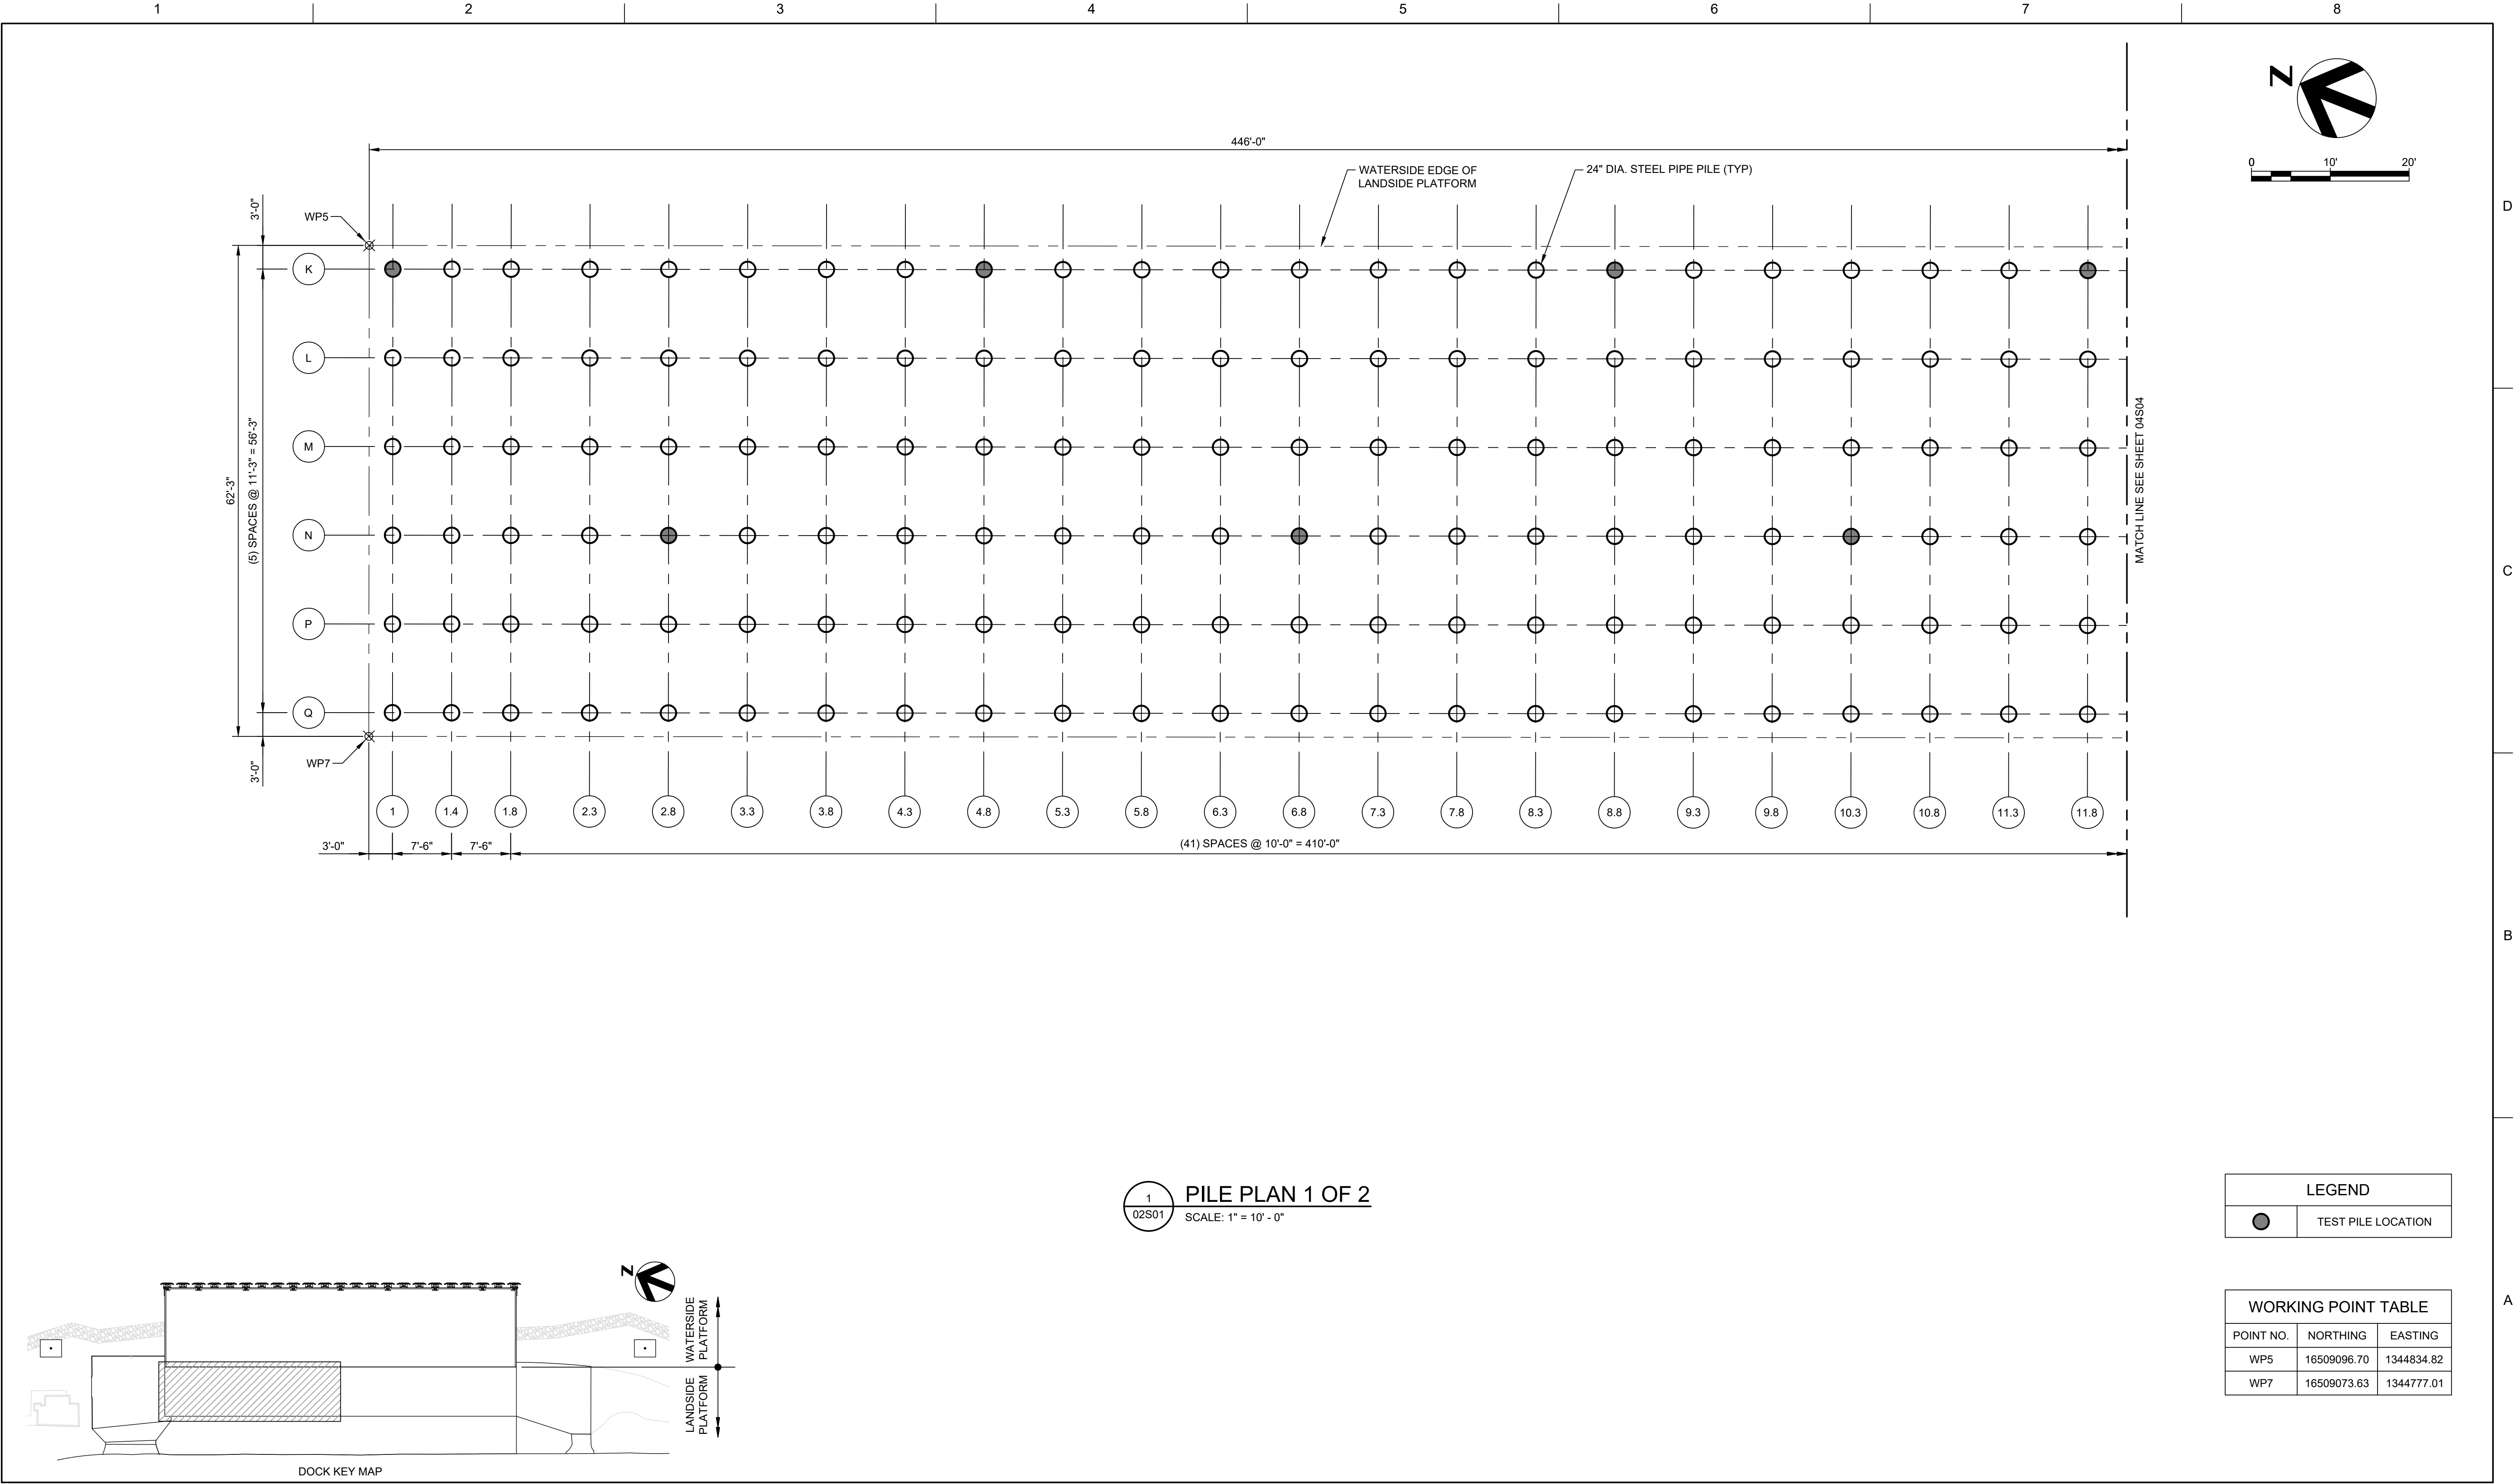 1 2 3 4 5 6 7 8
N
0 10' 20'
446'-0"
WATERSIDE EDGE OF
LANDSIDE PLATFORM
24" DIA. STEEL PIPE PILE (TYP)
3'-0"
WP5
D
K
L
M
N
P
Q
62'-3"
(5) SPACES @ 11'-3" = 56'-3"
MATCH LINE SEE SHEET 04S04
C
WP7
3'-0"
1 1.4 1.8 2.3 2.8 3.3 3.8 4.3 4.8 5.3 5.8 6.3 6.8 7.3 7.8 8.3 8.8 9.3 9.8 10.3 10.8 11.3 11.8
3'-0" 7'-6" 7'-6" (41) SPACES @ 10'-0" = 410'-0"
B
1
02S01
PILE PLAN 1 OF 2
SCALE: 1" = 10' - 0"
LEGEND
TEST PILE LOCATION
N
WATERSIDE
PLATFORM
LANDSIDE
PLATFORM
DOCK KEY MAP
A
WORKING POINT TABLE
POINT NO. NORTHING EASTING
WP5 16509096.70 1344834.82
WP7 16509073.63 1344777.01